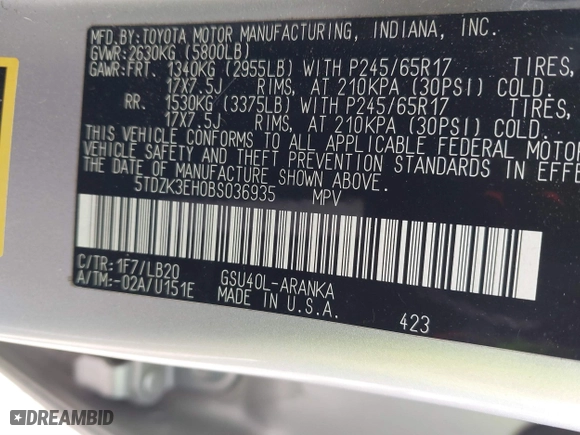 MFD.BY:TOYOTA MOTOR MANUFACTURING, INDIANA, INC.
GVWR:2630KG (5800LB)
GAWR:FRT. 1340KG (2955LB) WITH P245/65R17 TIRES,
17X7.5J RIMS, AT 210KPA (30PSI) COLD.
RR. 1530KG (3375LB) WITH P245/65R17 TIRES,
17X7.5J RIMS, AT 210KPA (30PSI) COLD.
THIS VEHICLE CONFORMS TO ALL APPLICABLE FEDERAL MOTO
VEHICLE SAFETY AND THEFT PREVENTION STANDARDS IN EFFE
THE DATE OF MANUFACTURE SHOWN ABOVE.
5TDZK3EH0BS036935 MPV
C/TR:1F7/LB20 GSU40L-ARANKA
A/TM:-02A/U151E MADE IN U.S.A.
423
DREAMBID